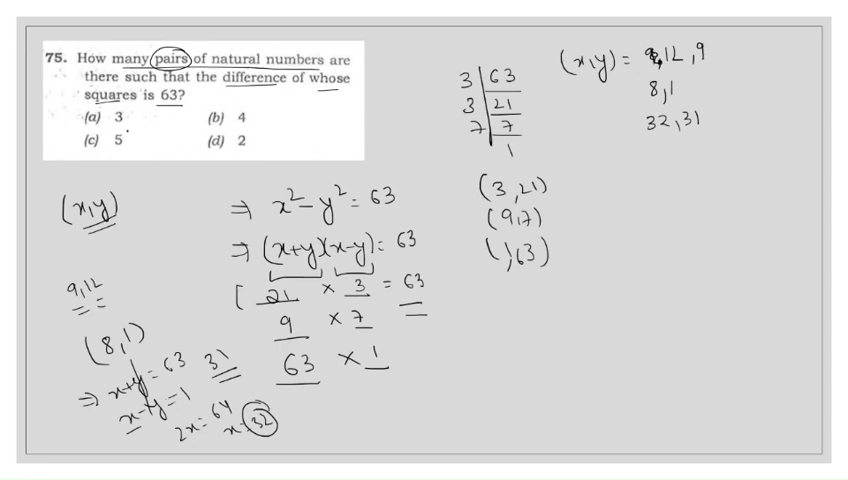 75. How many pairs of natural numbers are
there such that the difference of whose
squares is 63?
(a) 3 (b) 4
(c) 5 (d) 2
3 | 63
3 | 21
7 | 7
1
(x,y) = 12, 9
8,1
32,31
(3, 21)
(9,7)
(1,63)
(x,y)
⇒ x² - y² = 63
⇒ (x+y)(x-y) = 63
[ 21 × 3 = 63
9 × 7
63 × 1
9,12
(8,1)
⇒ x+y = 63 31
x-y = 1
2x = 64
x = 32